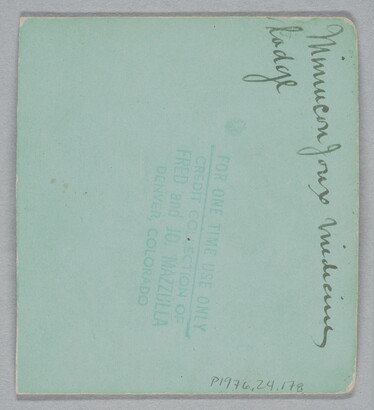 Minneconjoux Medicine
Lodge
FOR ONE TIME USE ONLY
CREDIT COLLECTION OF
FRED and JO MAZZULLA
DENVER, COLORADO
P1976.24.178